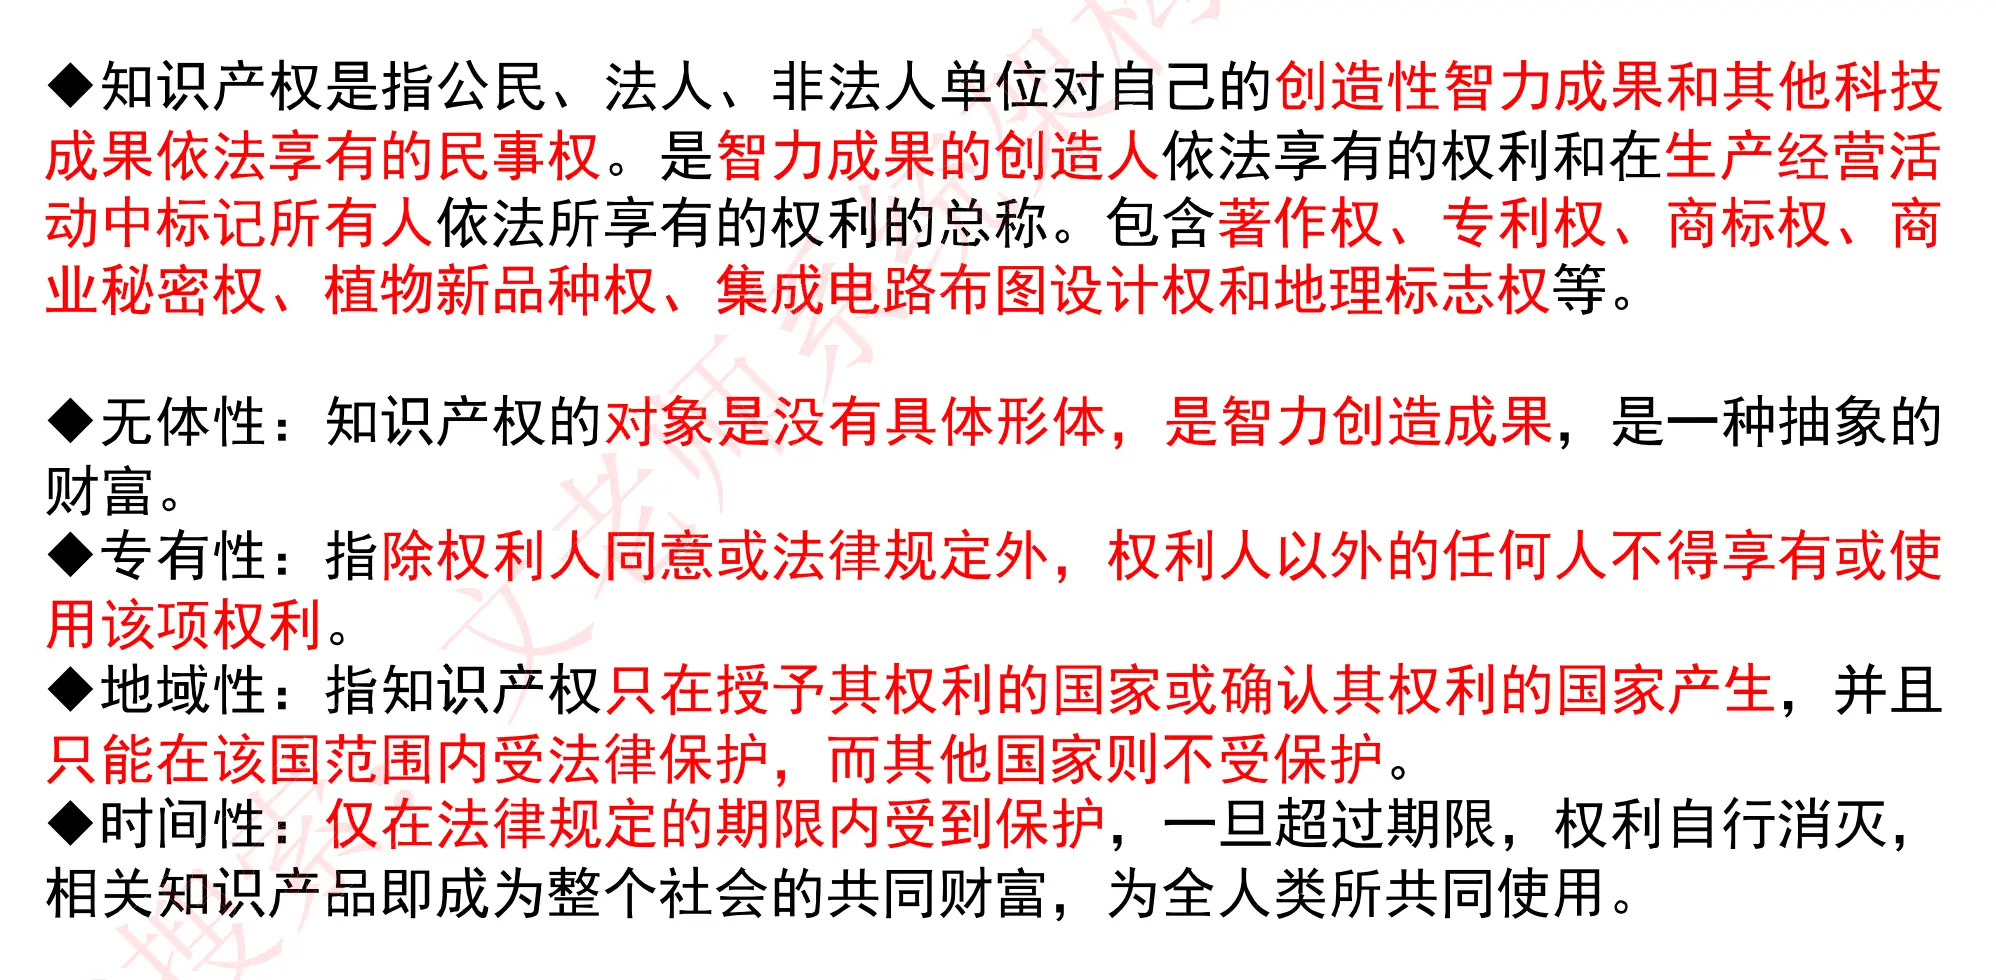 ◆知识产权是指公民、法人、非法人单位对自己的创造性智力成果和其他科技
成果依法享有的民事权。是智力成果的创造人依法享有的权利和在生产经营活
动中标记所有人依法所享有的权利的总称。包含著作权、专利权、商标权、商
业秘密权、植物新品种权、集成电路布图设计权和地理标志权等。
◆无体性：知识产权的对象是没有具体形体，是智力创造成果，是一种抽象的
财富。
◆专有性：指除权利人同意或法律规定外，权利人以外的任何人不得享有或使
用该项权利。
◆地域性：指知识产权只在授予其权利的国家或确认其权利的国家产生，并且
只能在该国范围内受法律保护，而其他国家则不受保护。
◆时间性：仅在法律规定的期限内受到保护，一旦超过期限，权利自行消灭，
相关知识产品即成为整个社会的共同财富，为全人类所共同使用。
搜索：文老师系统架构